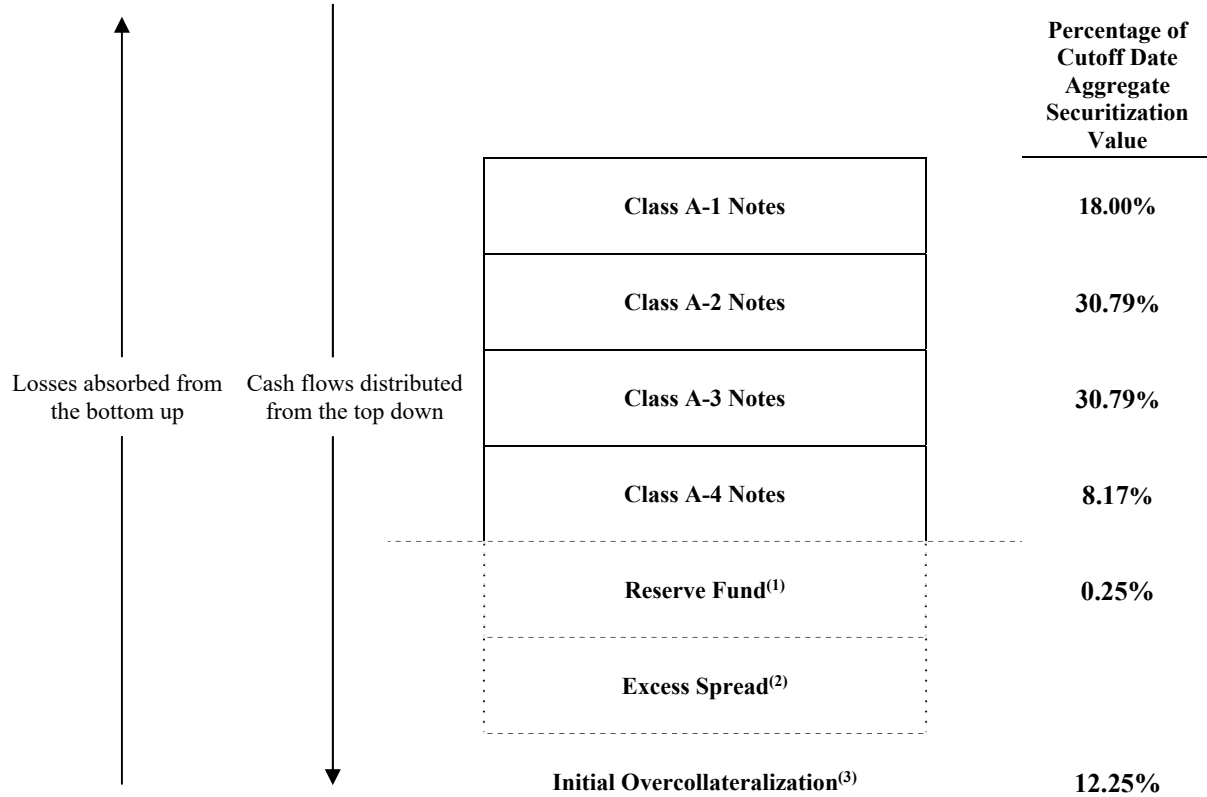 Percentage of
Cutoff Date
Aggregate
Securitization
Value
Class A-1 Notes 18.00%
Class A-2 Notes 30.79%
Class A-3 Notes 30.79%
Losses absorbed from
the bottom up
Cash flows distributed
from the top down
Class A-4 Notes 8.17%
Reserve Fund(1) 0.25%
Excess Spread(2)
Initial Overcollateralization(3) 12.25%